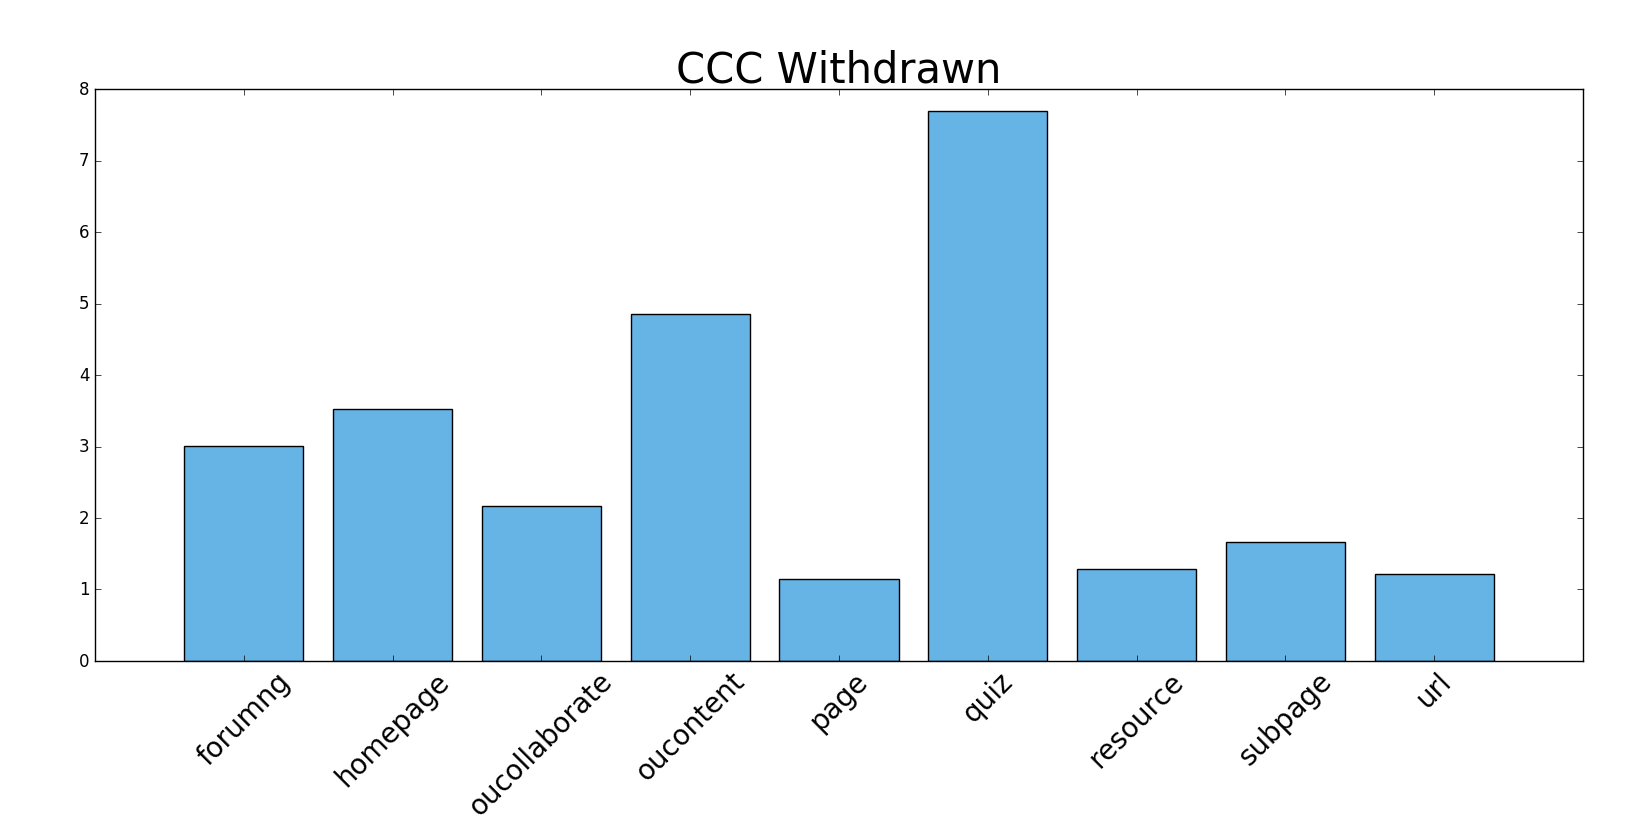 CCC Withdrawn
8
7
6
5
4
3
2
1
0
forumng
homepage
oucollaborate
oucontent
page
quiz
resource
subpage
url